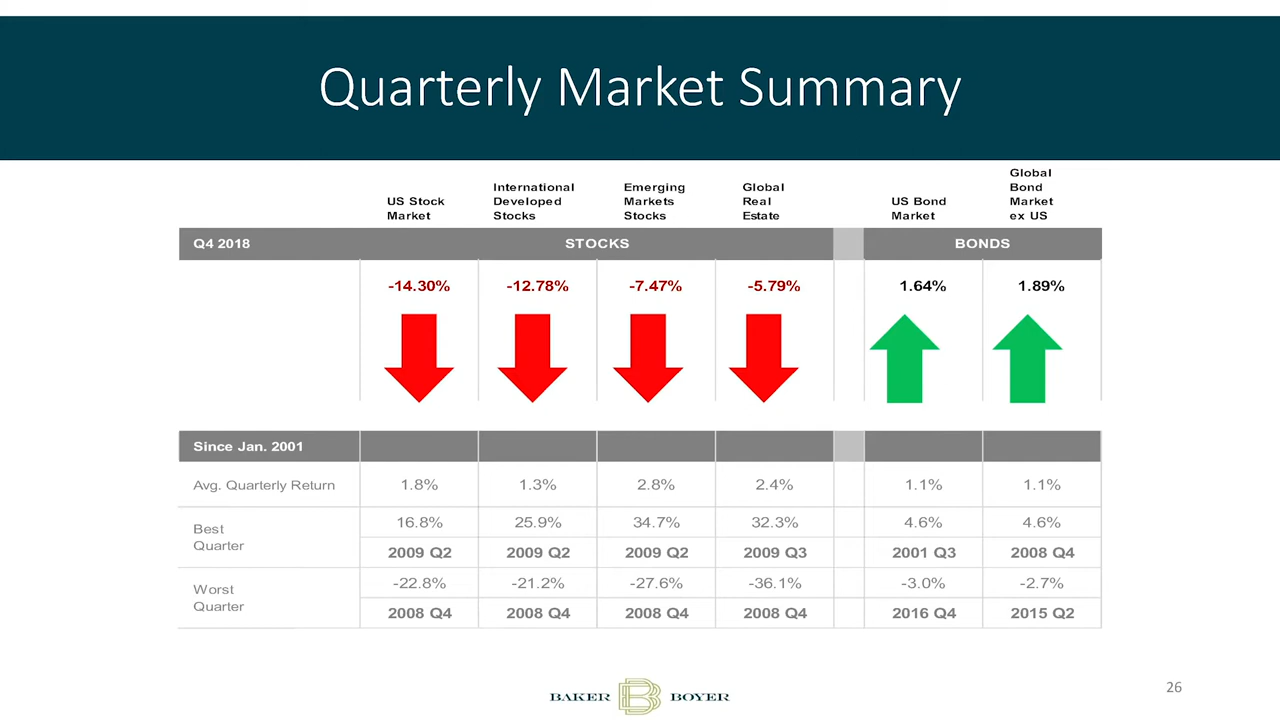 Quarterly Market Summary
US Stock
Market
International
Developed
Stocks
Emerging
Markets
Stocks
Global
Real
Estate
US Bond
Market
Global
Bond
Market
ex US
Q4 2018 STOCKS BONDS
-14.30% -12.78% -7.47% -5.79% 1.64% 1.89%
Since Jan. 2001
Avg. Quarterly Return 1.8% 1.3% 2.8% 2.4% 1.1% 1.1%
Best
Quarter
16.8% 25.9% 34.7% 32.3% 4.6% 4.6%
2009 Q2 2009 Q2 2009 Q2 2009 Q3 2001 Q3 2008 Q4
Worst
Quarter
-22.8% -21.2% -27.6% -36.1% -3.0% -2.7%
2008 Q4 2008 Q4 2008 Q4 2008 Q4 2016 Q4 2015 Q2
BAKER B BOYER
26